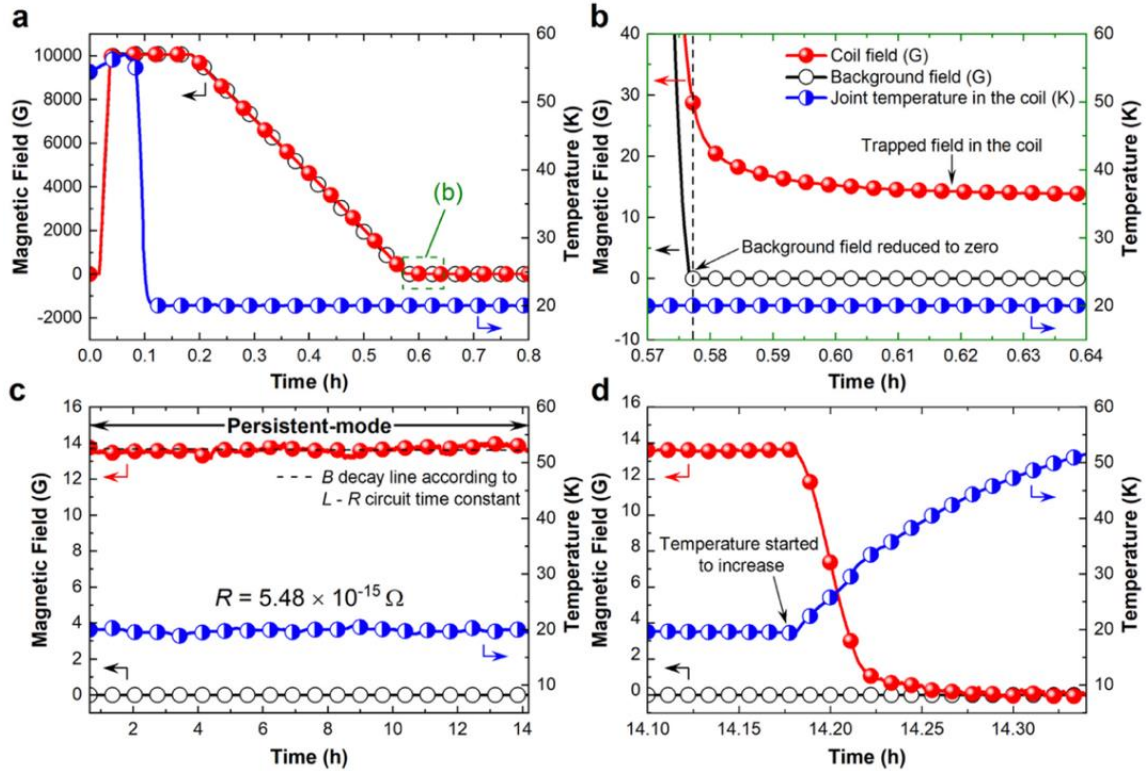 a
10000
8000
6000
4000
2000
0
-2000
Magnetic Field (G)
60
50
40
30
20
Temperature (K)
(b)
0.0 0.1 0.2 0.3 0.4 0.5 0.6 0.7 0.8
Time (h)
b
40
30
20
10
0
-10
Magnetic Field (G)
60
50
40
30
20
Temperature (K)
Coil field (G)
Background field (G)
Joint temperature in the coil (K)
Trapped field in the coil
Background field reduced to zero
0.57 0.58 0.59 0.60 0.61 0.62 0.63 0.64
Time (h)
c
16
14
12
10
8
6
4
2
0
Magnetic Field (G)
60
50
40
30
20
10
Temperature (K)
Persistent-mode
B decay line according to
L - R circuit time constant
R = 5.48 × 10⁻¹⁵ Ω
2 4 6 8 10 12 14
Time (h)
d
16
14
12
10
8
6
4
2
0
Magnetic Field (G)
60
50
40
30
20
10
Temperature (K)
Temperature started
to increase
14.10 14.15 14.20 14.25 14.30
Time (h)